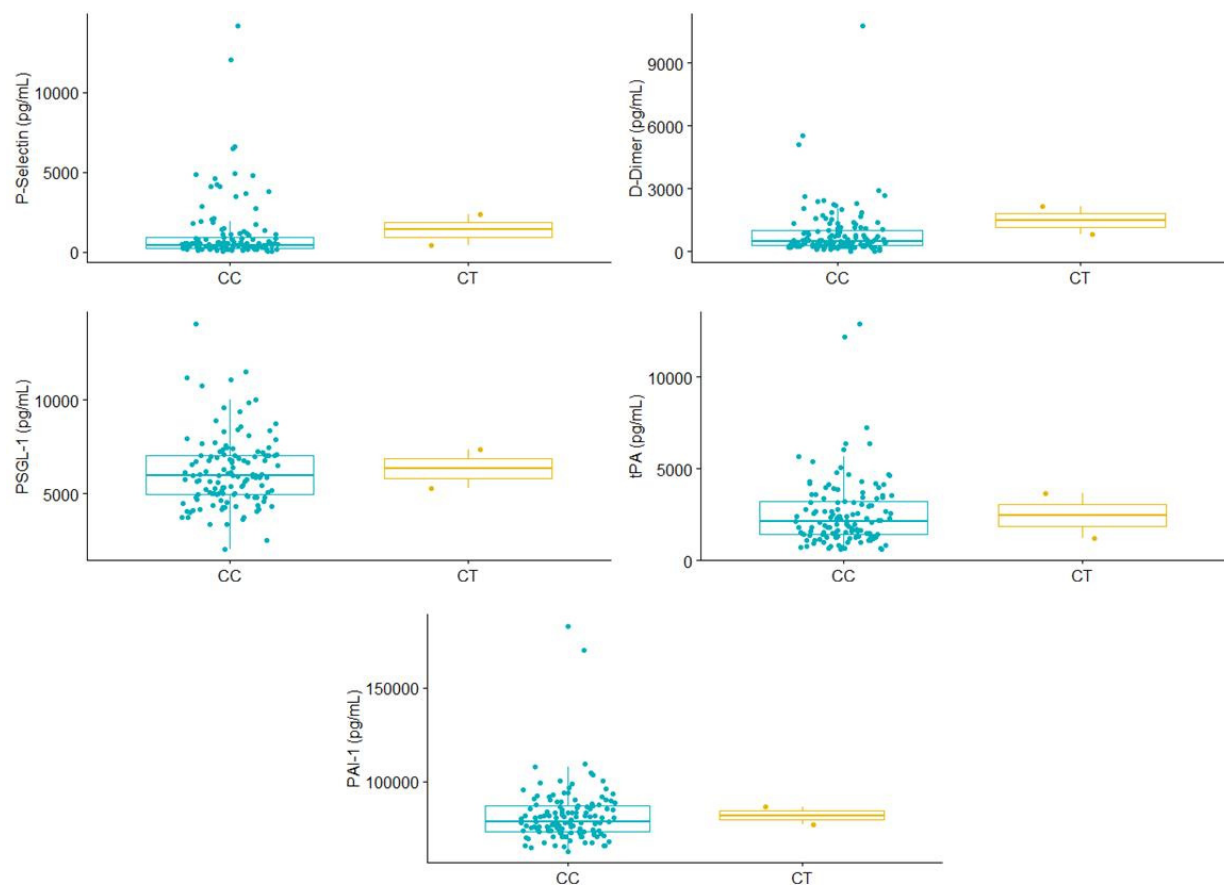 P-Selectin (pg/mL)
10000
5000
0
CC
CT
D-Dimer (pg/mL)
9000
6000
3000
0
CC
CT
PSGL-1 (pg/mL)
10000
5000
CC
CT
tPA (pg/mL)
10000
5000
0
CC
CT
PAI-1 (pg/mL)
150000
100000
CC
CT